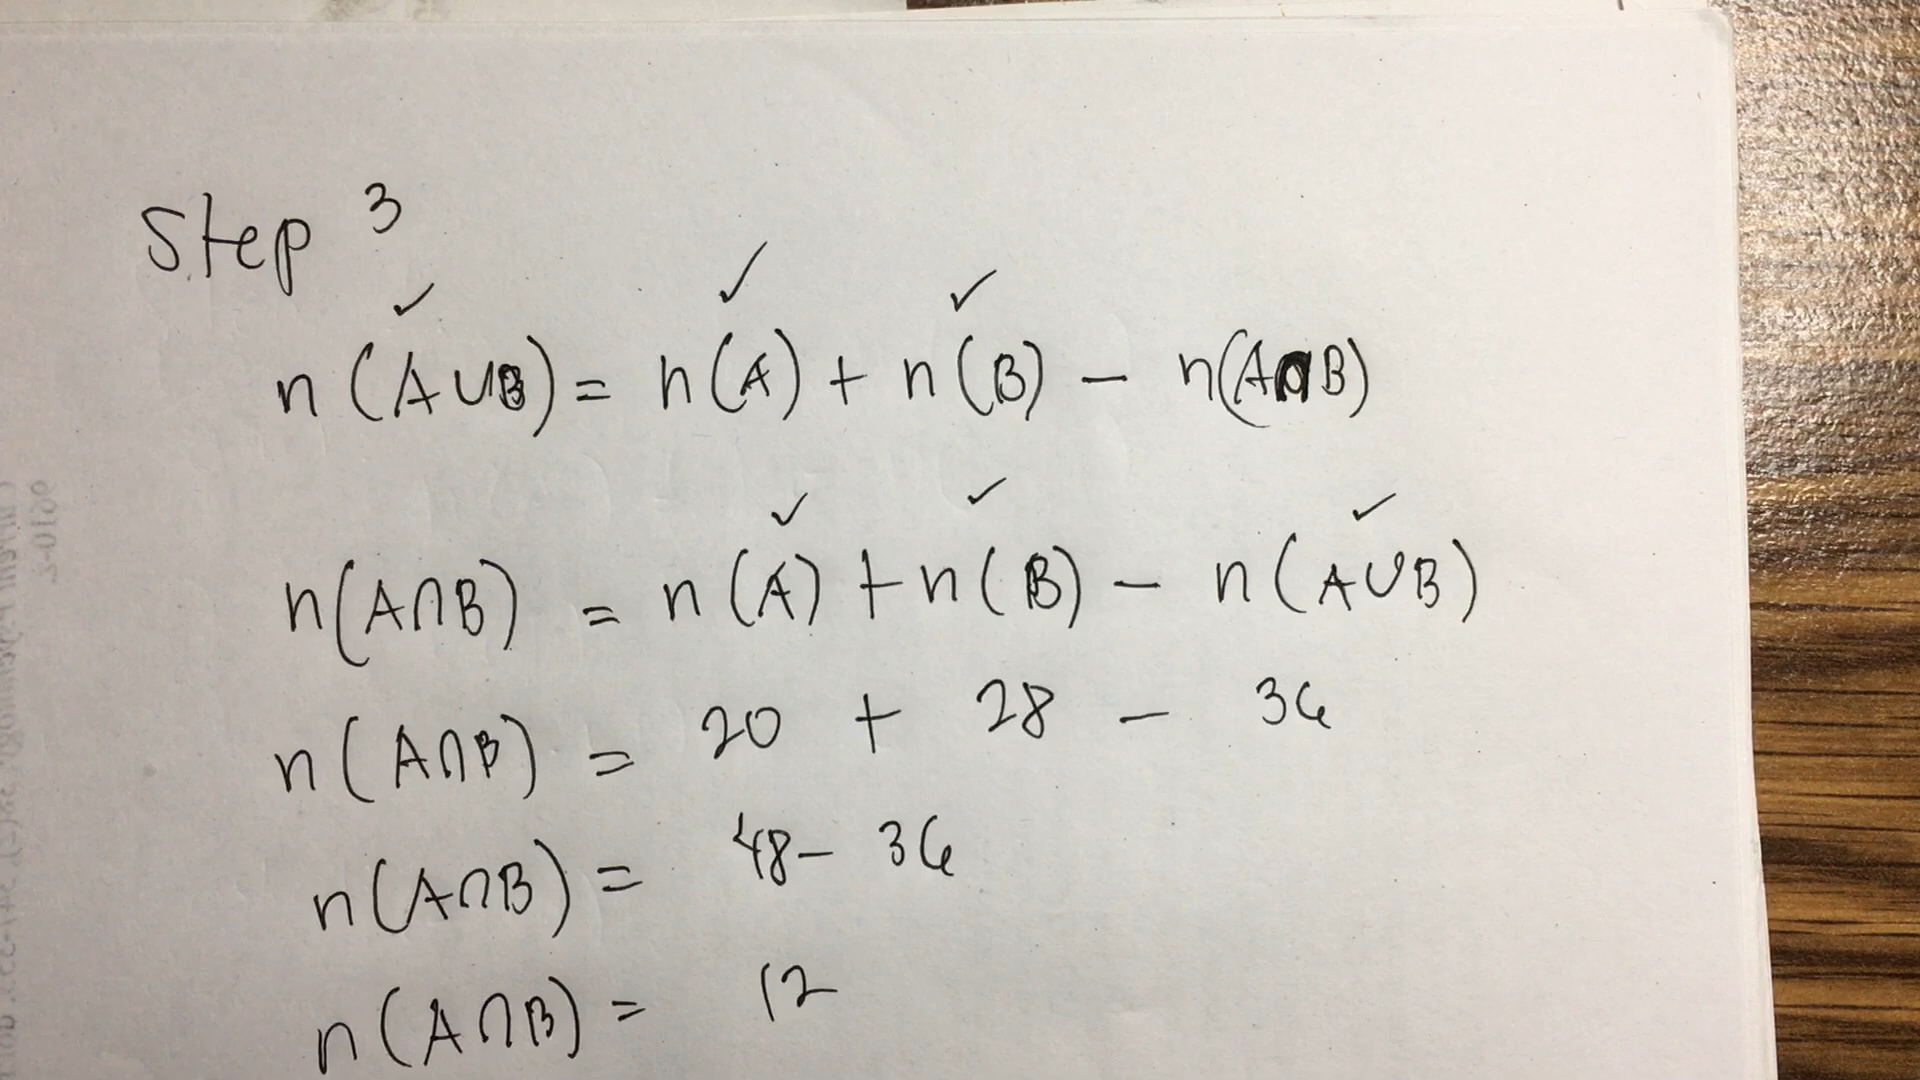 Step 3
✓ ✓ ✓
n(A∪B) = n(A) + n(B) - n(A∩B)
✓ ✓ ✓
n(A∩B) = n(A) + n(B) - n(A∪B)
n(A∩B) = 20 + 28 - 36
n(A∩B) = 48 - 36
n(A∩B) = 12